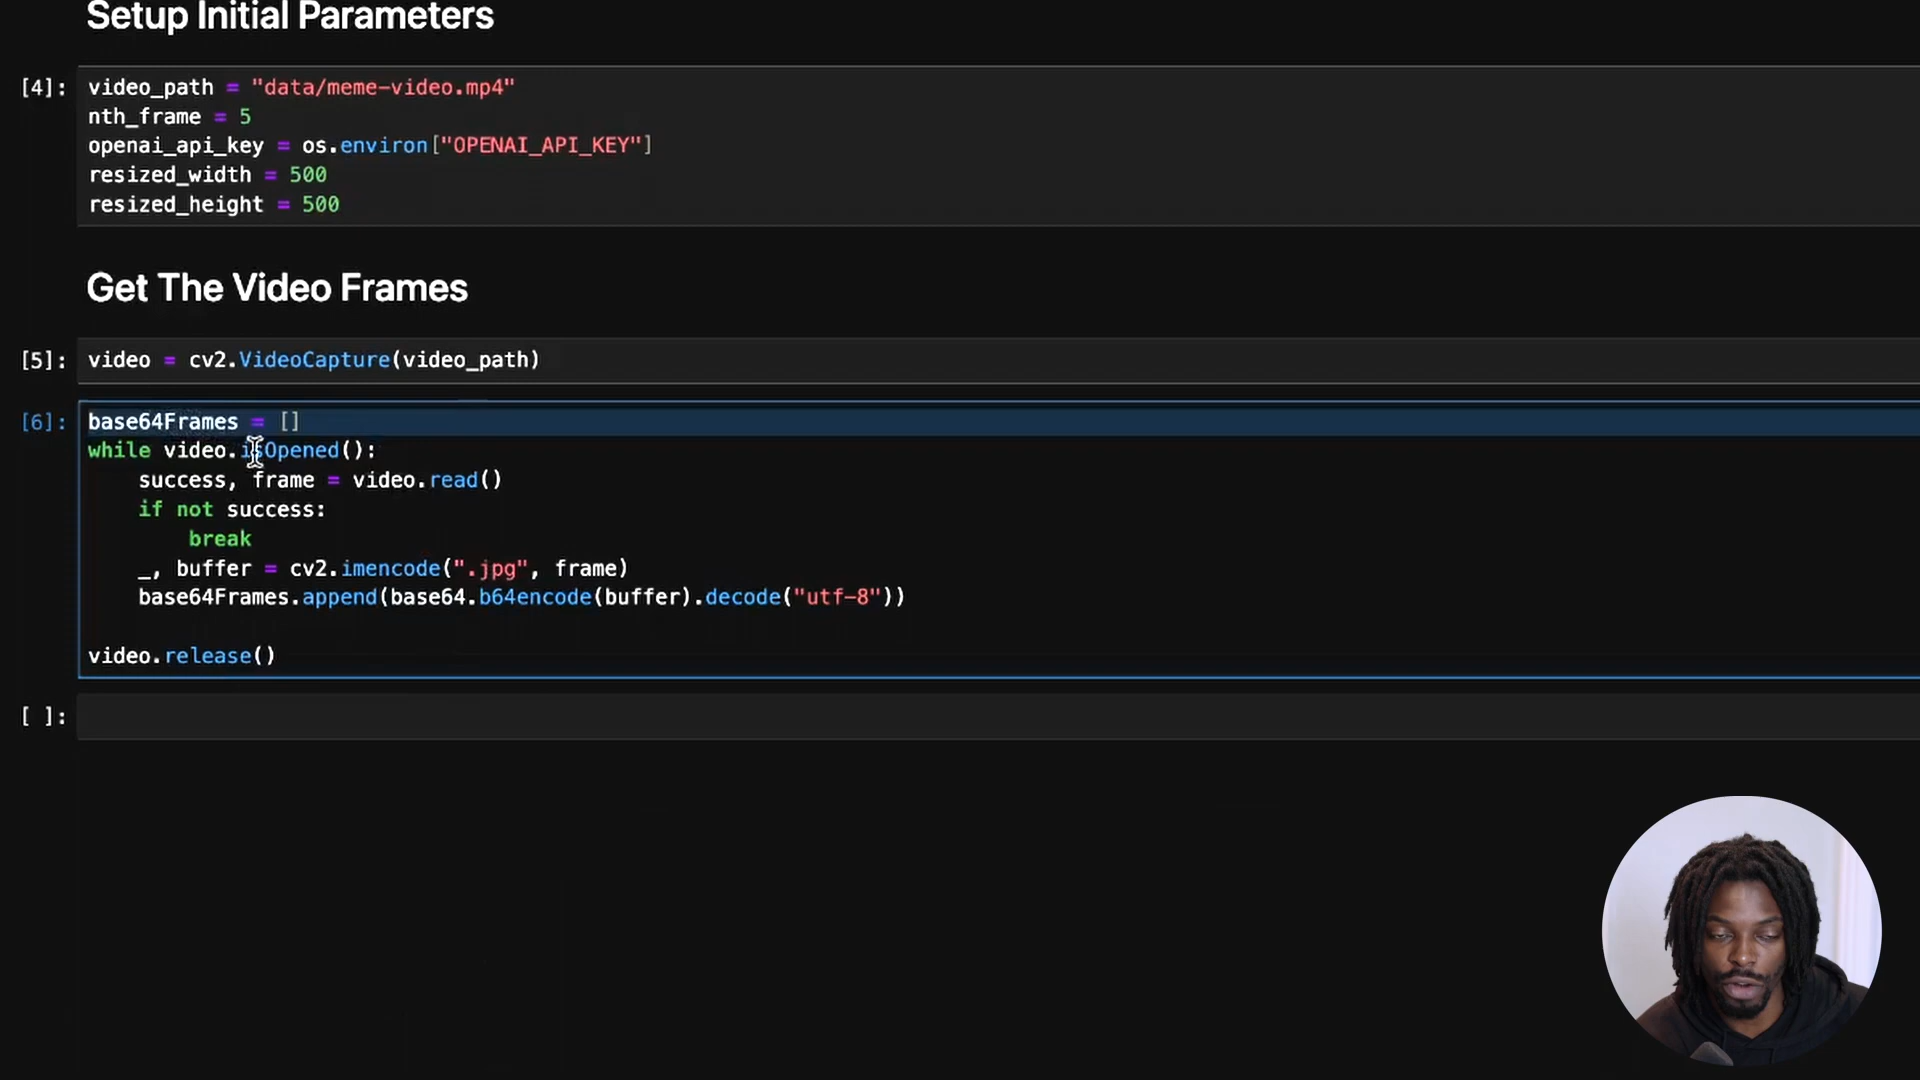 Setup Initial Parameters
[4]: video_path = "data/meme-video.mp4"
nth_frame = 5
openai_api_key = os.environ["OPENAI_API_KEY"]
resized_width = 500
resized_height = 500
Get The Video Frames
[5]: video = cv2.VideoCapture(video_path)
[6]: base64Frames = []
while video.isOpened():
    success, frame = video.read()
    if not success:
        break
    _, buffer = cv2.imencode(".jpg", frame)
    base64Frames.append(base64.b64encode(buffer).decode("utf-8"))
video.release()
[ ]: